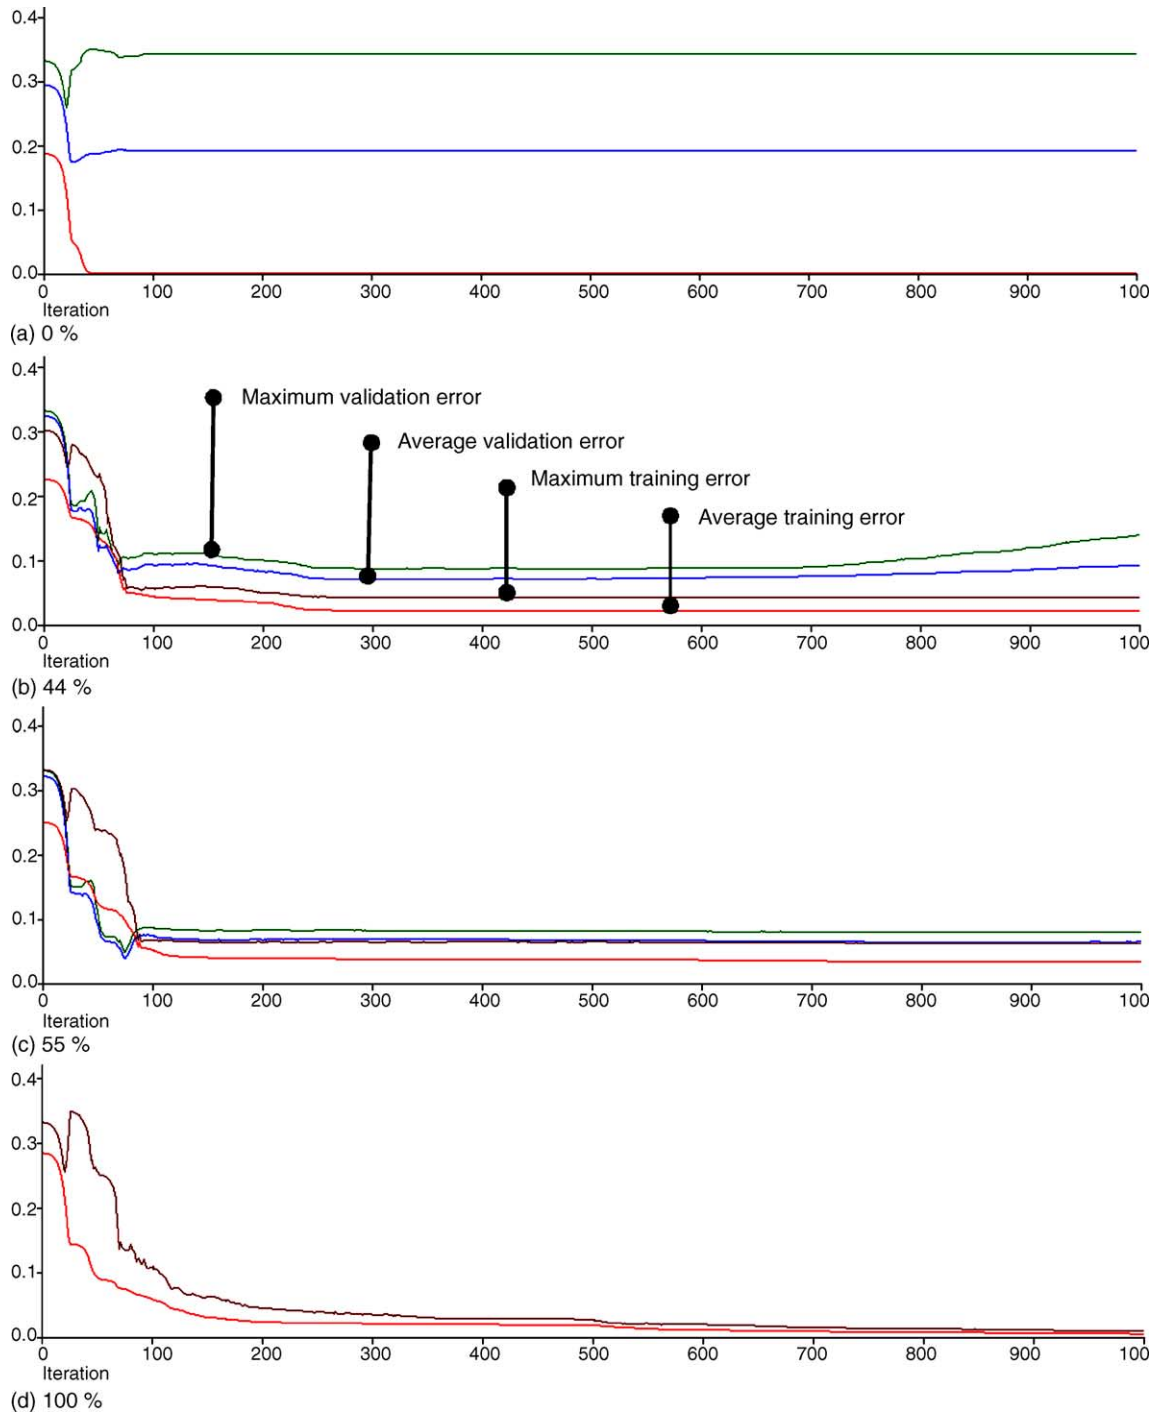 0.4
0.3
0.2
0.1
0.0
0 100 200 300 400 500 600 700 800 900 100
Iteration
(a) 0 %
0.4
Maximum validation error
0.3
Average validation error
Maximum training error
0.2
Average training error
0.1
0.0
0 100 200 300 400 500 600 700 800 900 100
Iteration
(b) 44 %
0.4
0.3
0.2
0.1
0.0
0 100 200 300 400 500 600 700 800 900 100
Iteration
(c) 55 %
0.4
0.3
0.2
0.1
0.0
0 100 200 300 400 500 600 700 800 900 100
Iteration
(d) 100 %